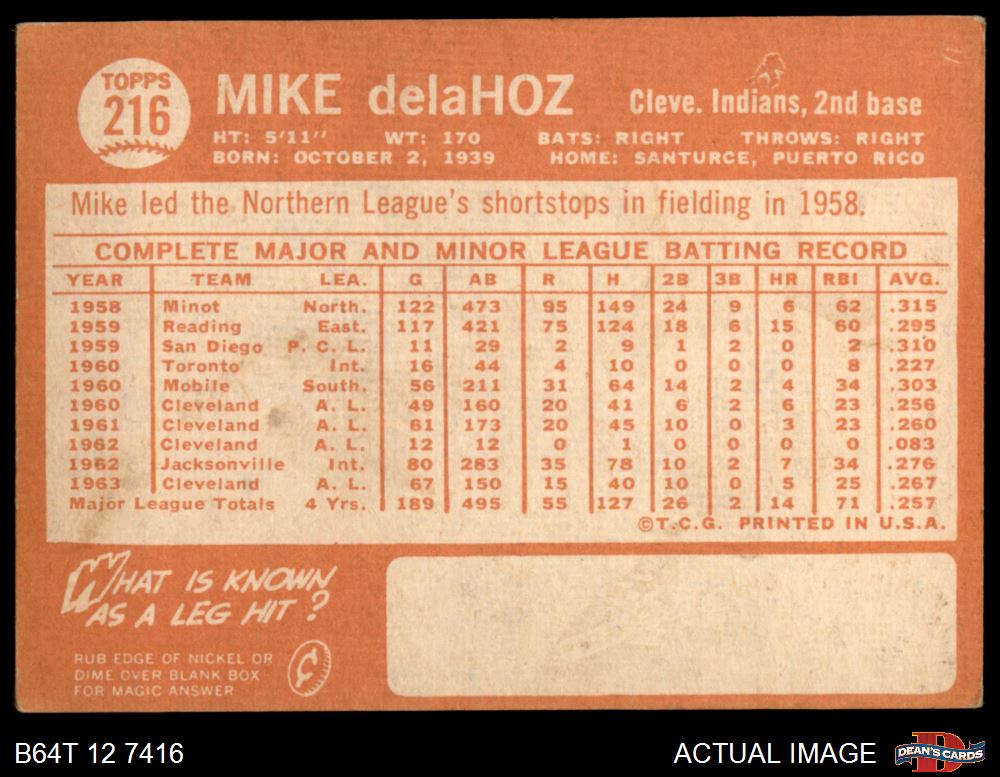 TOPPS
216
MIKE delaHOZ Cleve. Indians, 2nd base
HT: 5'11" WT: 170 BATS: RIGHT THROWS: RIGHT
BORN: OCTOBER 2, 1939 HOME: SANTURCE, PUERTO RICO
Mike led the Northern League's shortstops in fielding in 1958.
COMPLETE MAJOR AND MINOR LEAGUE BATTING RECORD
YEAR TEAM LEA. G AB R H 2B 3B HR RBI AVG.
1958 Minot North. 122 473 95 149 24 9 6 62 .315
1959 Reading East. 117 421 75 124 18 6 15 60 .295
1959 San Diego P. C. L. 11 29 2 9 1 2 0 2 .310
1960 Toronto Int. 16 44 4 10 0 0 0 8 .227
1960 Mobile South. 56 211 31 64 14 2 4 34 .303
1960 Cleveland A. L. 49 160 20 41 6 2 6 23 .256
1961 Cleveland A. L. 61 173 20 45 10 0 3 23 .260
1962 Cleveland A. L. 12 12 0 1 0 0 0 0 .083
1962 Jacksonville Int. 80 283 35 78 10 2 7 34 .276
1963 Cleveland A. L. 67 150 15 40 10 0 5 25 .267
Major League Totals 4 Yrs. 189 495 55 127 26 2 14 71 .257
©T.C.G. PRINTED IN U.S.A.
WHAT IS KNOWN
AS A LEG HIT?
RUB EDGE OF NICKEL OR
DIME OVER BLANK BOX
FOR MAGIC ANSWER
¢
B64T 12 7416 ACTUAL IMAGE D DEAN'S CARDS